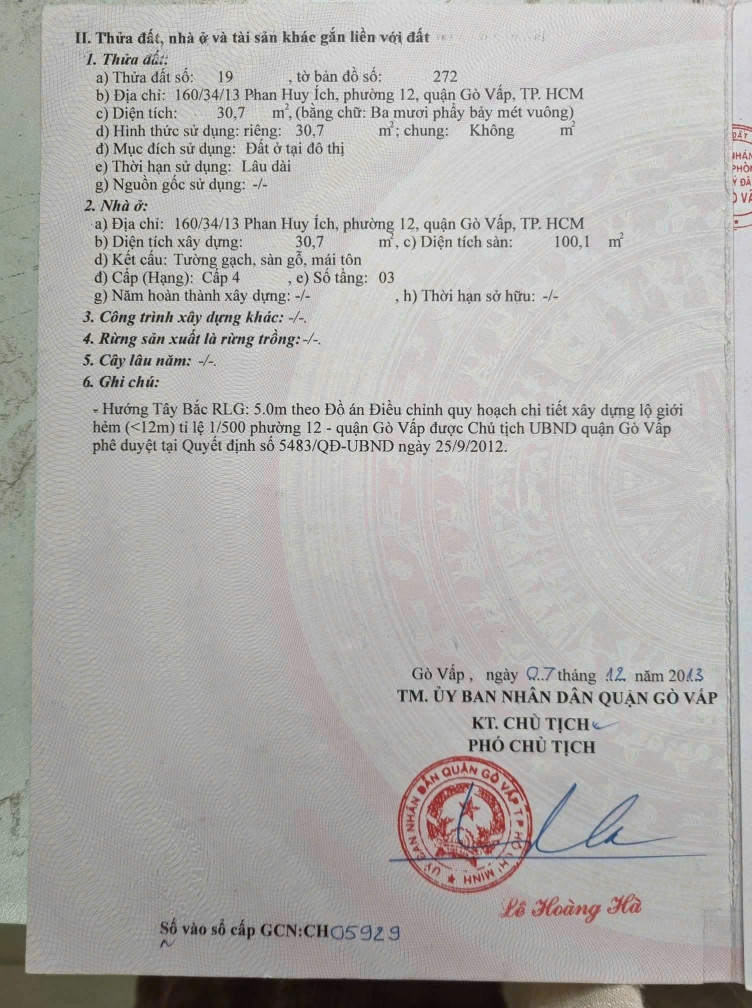 II. Thửa đất, nhà ở và tài sản khác gắn liền với đất
1. Thửa đất:
a) Thửa đất số: 19 , tờ bản đồ số: 272
b) Địa chỉ: 160/34/13 Phan Huy Ích, phường 12, quận Gò Vấp, TP. HCM
c) Diện tích: 30,7 m², (bằng chữ: Ba mươi phẩy bảy mét vuông)
d) Hình thức sử dụng: riêng: 30,7 m²; chung: Không m²
đ) Mục đích sử dụng: Đất ở tại đô thị
e) Thời hạn sử dụng: Lâu dài
g) Nguồn gốc sử dụng: -/-
2. Nhà ở:
a) Địa chỉ: 160/34/13 Phan Huy Ích, phường 12, quận Gò Vấp, TP. HCM
b) Diện tích xây dựng: 30,7 m², c) Diện tích sàn: 100,1 m²
d) Kết cấu: Tường gạch, sàn gỗ, mái tôn
đ) Cấp (Hạng): Cấp 4 , e) Số tầng: 03
g) Năm hoàn thành xây dựng: -/- , h) Thời hạn sở hữu: -/-
3. Công trình xây dựng khác: -/-.
4. Rừng sản xuất là rừng trồng: -/-.
5. Cây lâu năm: -/-.
6. Ghi chú:
- Hướng Tây Bắc RLG: 5.0m theo Đồ án Điều chỉnh quy hoạch chi tiết xây dựng lộ giới
hẻm (<12m) tỉ lệ 1/500 phường 12 - quận Gò Vấp được Chủ tịch UBND quận Gò Vấp
phê duyệt tại Quyết định số 5483/QĐ-UBND ngày 25/9/2012.
Gò Vấp , ngày 07 tháng 12 năm 2013
TM. ỦY BAN NHÂN DÂN QUẬN GÒ VẤP
KT. CHỦ TỊCH
PHÓ CHỦ TỊCH
ỦY BAN NHÂN DÂN QUẬN GÒ VẤP T.P HỒ CHÍ MINH
Lê Hoàng Hà
Số vào sổ cấp GCN:CH05929